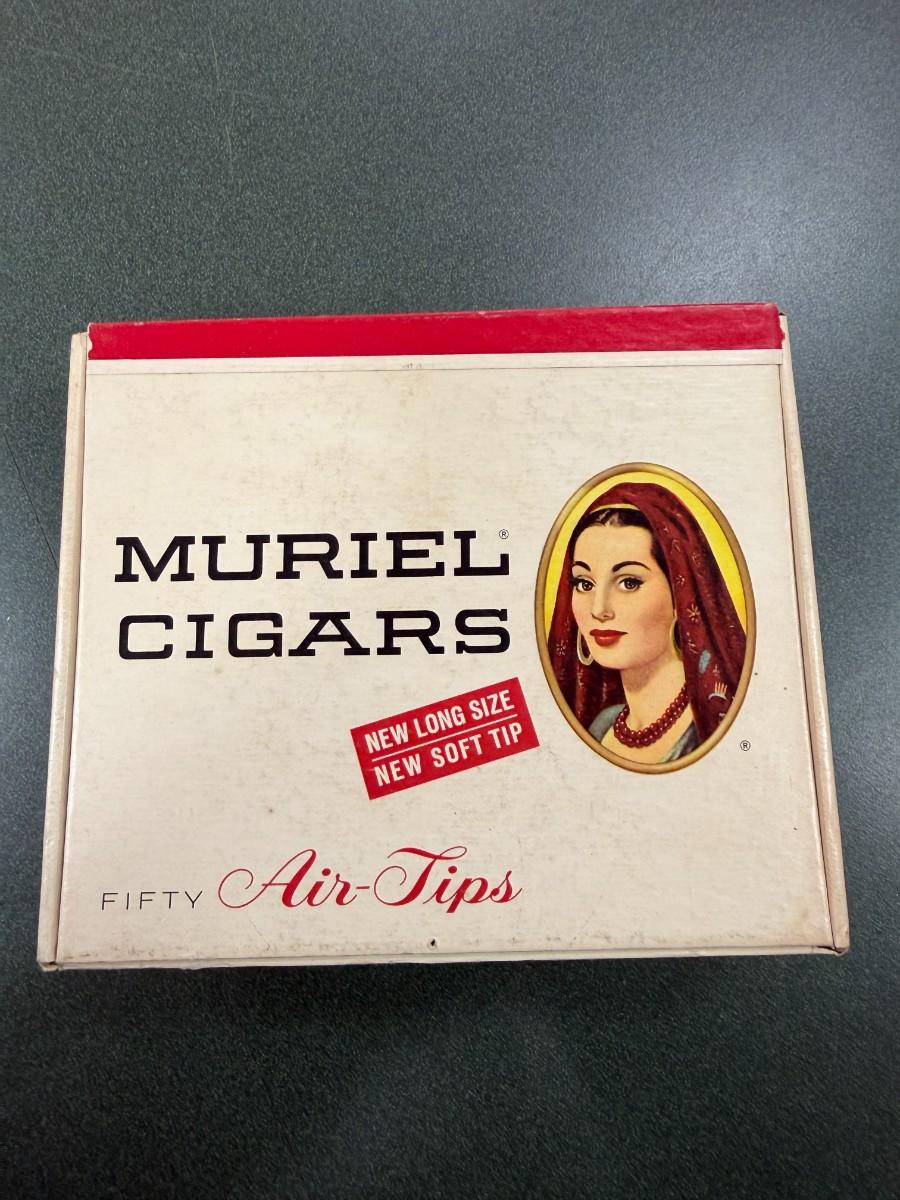 MURIEL®
CIGARS
NEW LONG SIZE
NEW SOFT TIP
®
FIFTY Air-Tips